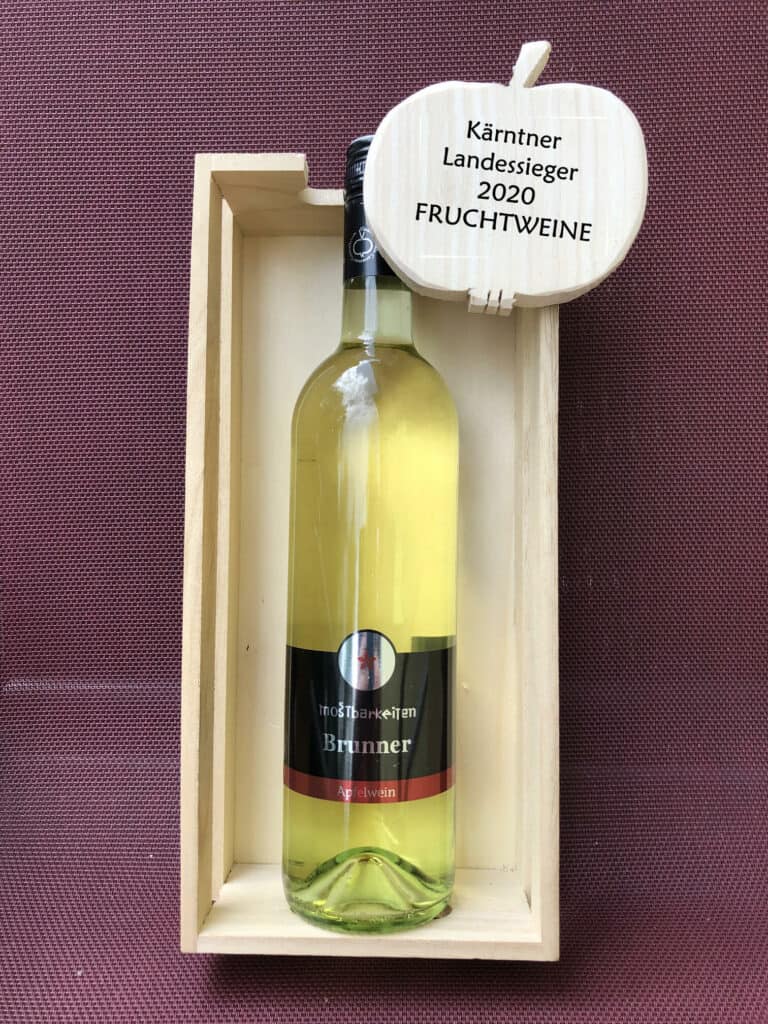 Kärntner
Landessieger
2020
FRUCHTWEINE
mostbarkeiten
Brunner
Apfelwein